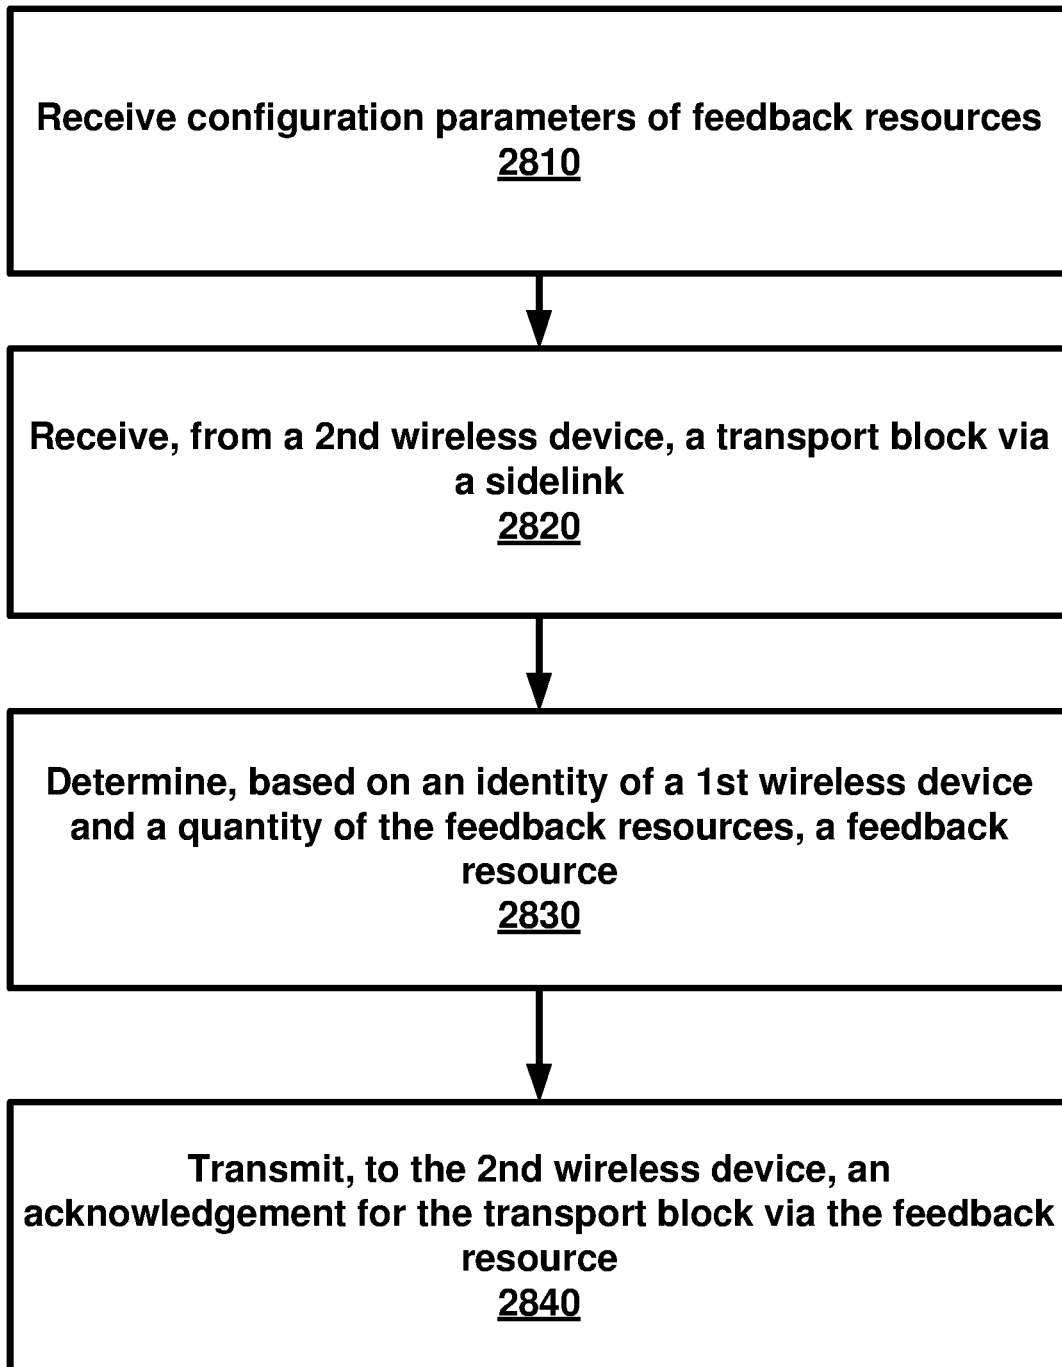 Receive configuration parameters of feedback resources
2810
Receive, from a 2nd wireless device, a transport block via
a sidelink
2820
Determine, based on an identity of a 1st wireless device
and a quantity of the feedback resources, a feedback
resource
2830
Transmit, to the 2nd wireless device, an
acknowledgement for the transport block via the feedback
resource
2840